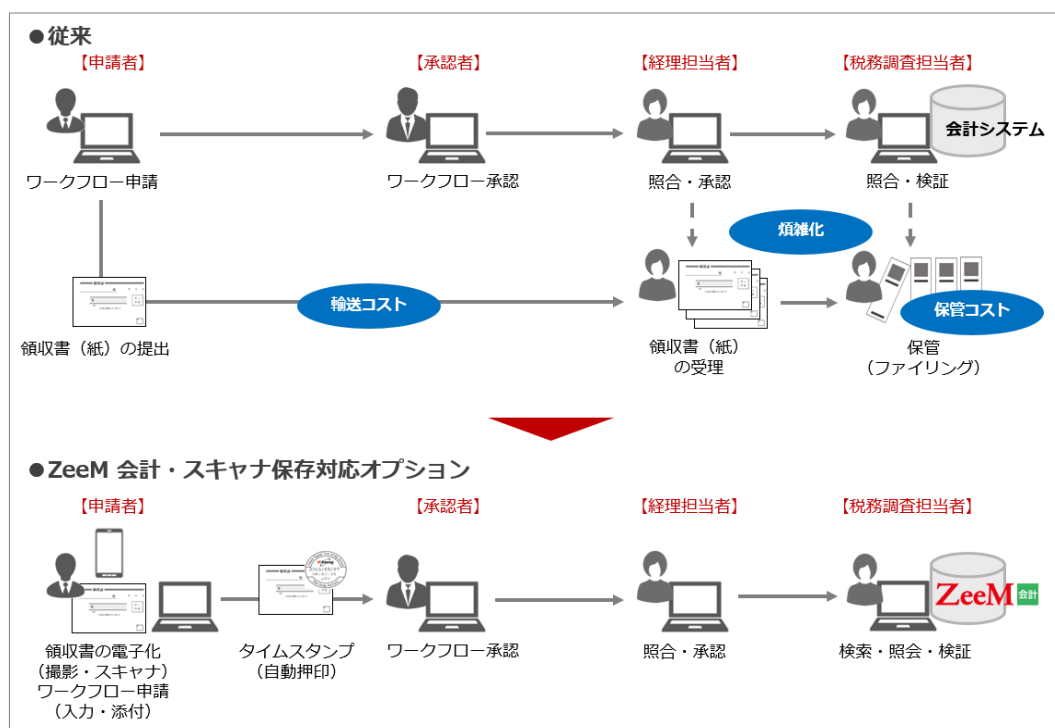 ●従来
【申請者】
【承認者】
【経理担当者】
【税務調査担当者】
会計システム
ワークフロー申請
ワークフロー承認
照合・承認
照合・検証
煩雑化
輸送コスト
保管コスト
領収書（紙）の提出
領収書（紙）
の受理
保管
（ファイリング）
●ZeeM 会計・スキャナ保存対応オプション
【申請者】
【承認者】
【経理担当者】
【税務調査担当者】
ZeeM 会計
領収書の電子化
（撮影・スキャナ）
ワークフロー申請
（入力・添付）
タイムスタンプ
（自動押印）
ワークフロー承認
照合・承認
検索・照会・検証